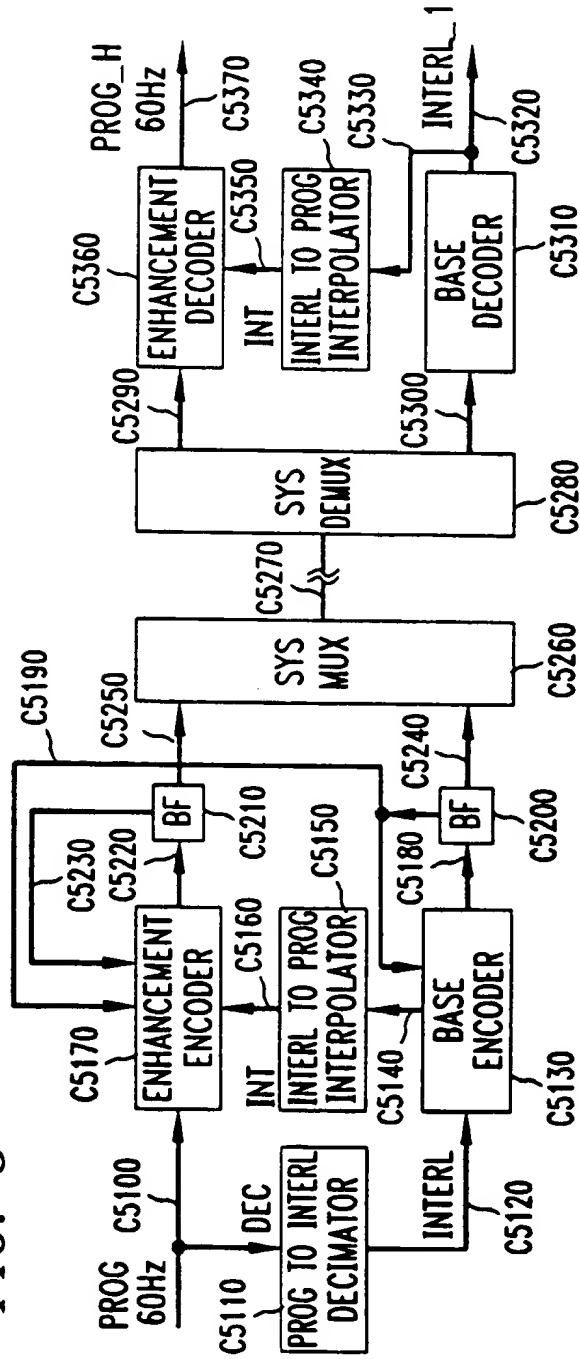 PROG
60Hz
C5100
C5110
DEC
PROG TO INTERL
DECIMATOR
INTERL
C5120
C5170
ENHANCEMENT
ENCODER
INT
C5160
INTERL TO PROG
INTERPOLATOR
C5150
C5140
BASE
ENCODER
C5130
C5230
C5220
BF
C5210
C5180
BF
C5200
C5190
C5250
C5240
SYS
MUX
C5260
C5270
SYS
DEMUX
C5280
C5290
C5300
C5360
ENHANCEMENT
DECODER
INT
C5350
INTERL TO PROG
INTERPOLATOR
C5340
C5330
BASE
DECODER
C5310
PROG_H
60Hz
C5370
INTERL_1
C5320